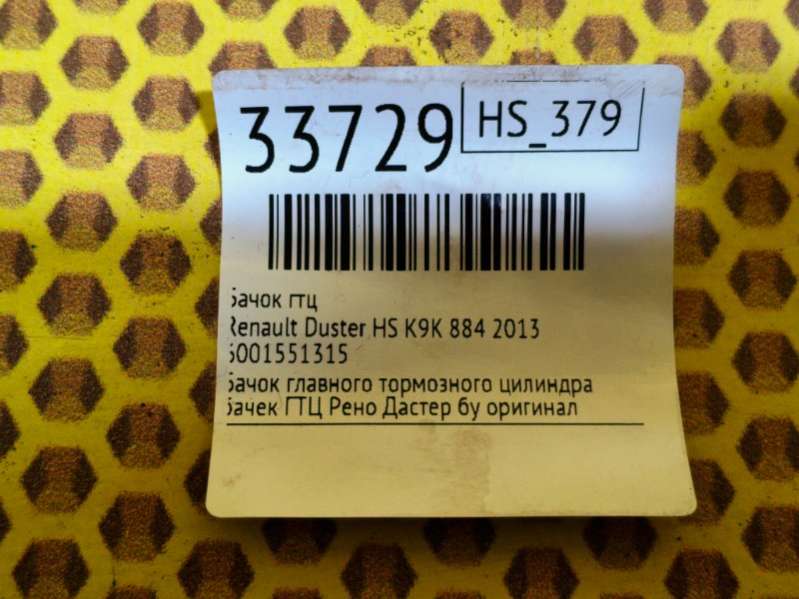 33729
HS_379
бачок гтц
Renault Duster HS K9K 884 2013
6001551315
бачок главного тормозного цилиндра
бачек ГТЦ Рено Дастер бу оригинал